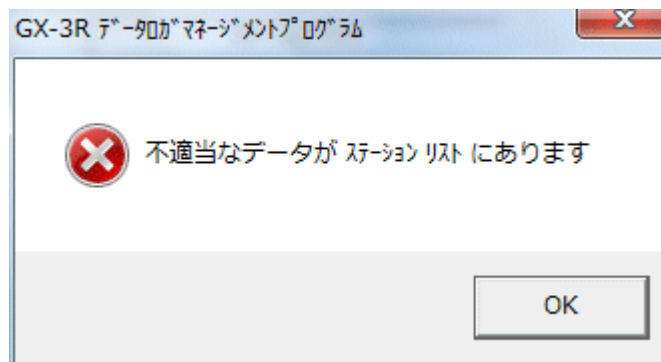 GX-3R ﾃﾞｰﾀﾛｶﾞﾏﾈｰｼﾞﾒﾝﾄﾌﾟﾛｸﾞﾗﾑ
不適当なデータが ｽﾃｰｼｮﾝ ﾘｽﾄ にあります
OK